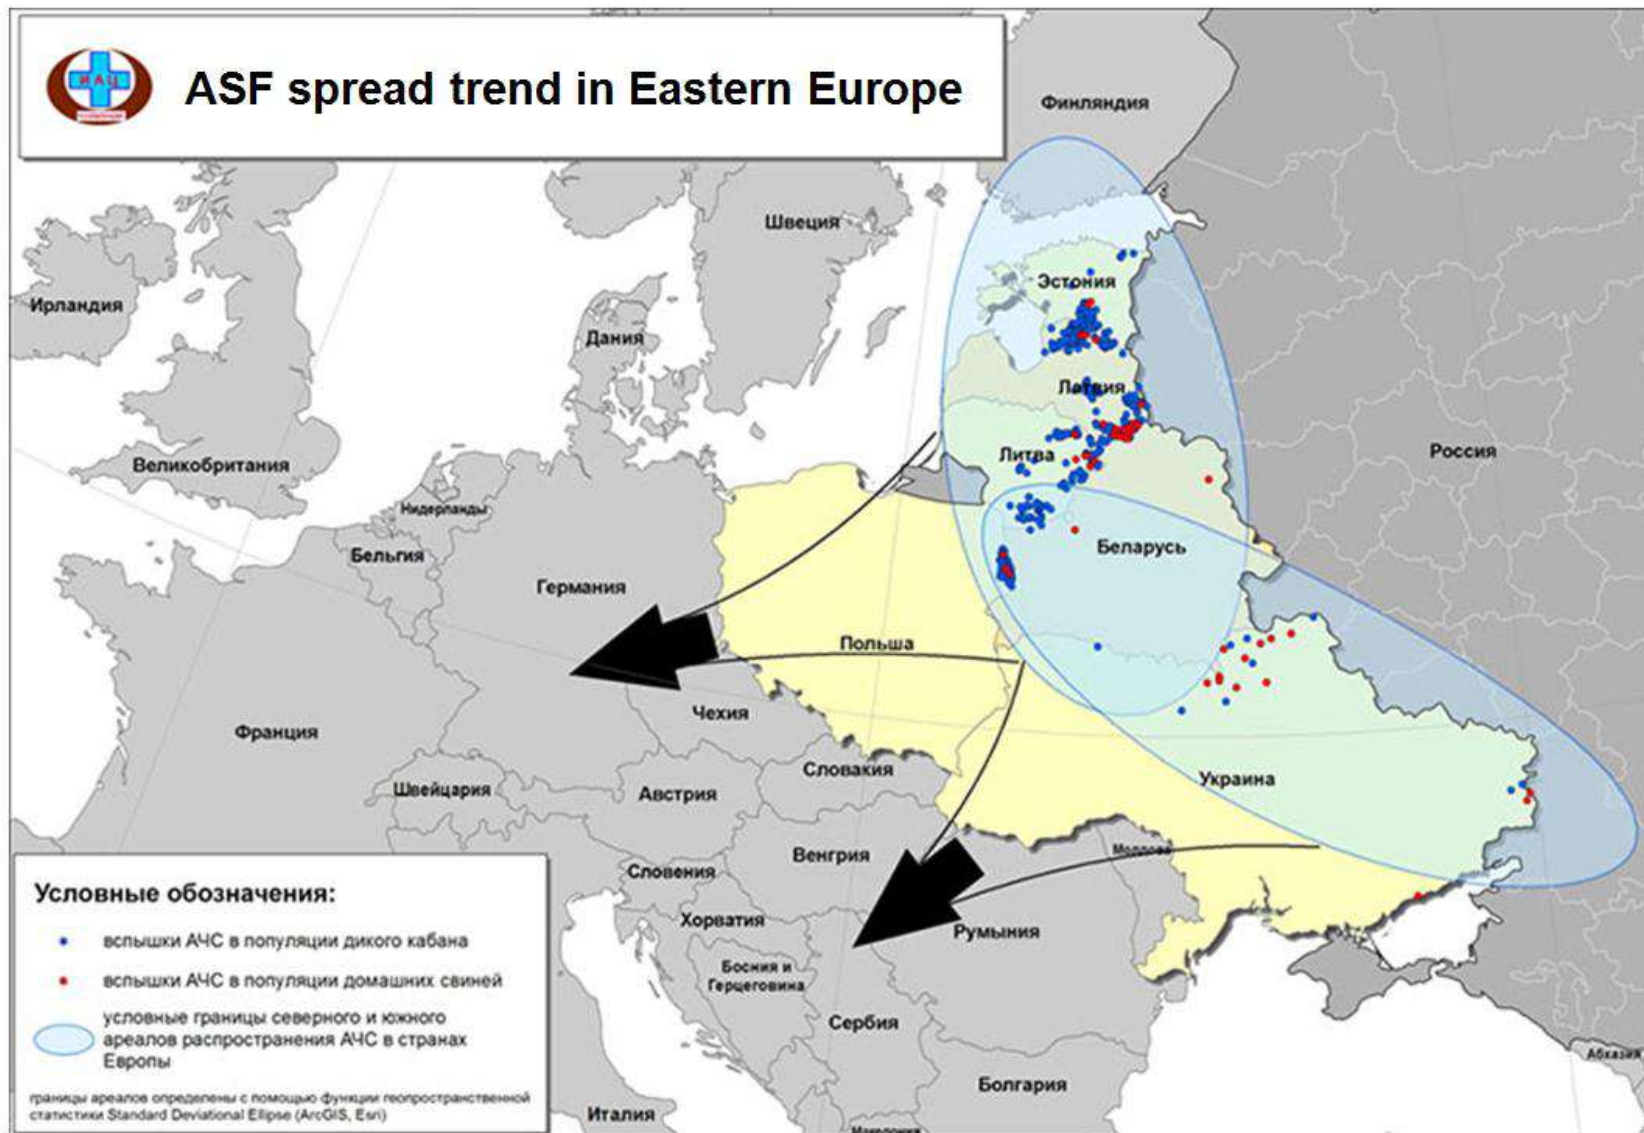 ИАЦ
ASF spread trend in Eastern Europe
Финляндия
Швеция
Эстония
Ирландия
Дания
Латвия
Россия
Литва
Великобритания
Нидерланды
Бельгия
Беларусь
Германия
Польша
Чехия
Франция
Словакия
Украина
Швейцария
Австрия
Венгрия
Молдова
Словения
Хорватия
Румыния
Босния и
Герцеговина
Сербия
Абхазия
Болгария
Италия
Македония
Условные обозначения:
вспышки АЧС в популяции дикого кабана
вспышки АЧС в популяции домашних свиней
условные границы северного и южного
ареалов распространения АЧС в странах
Европы
границы ареалов определены с помощью функции геопространственной
статистики Standard Deviational Ellipse (ArcGIS, Esri)